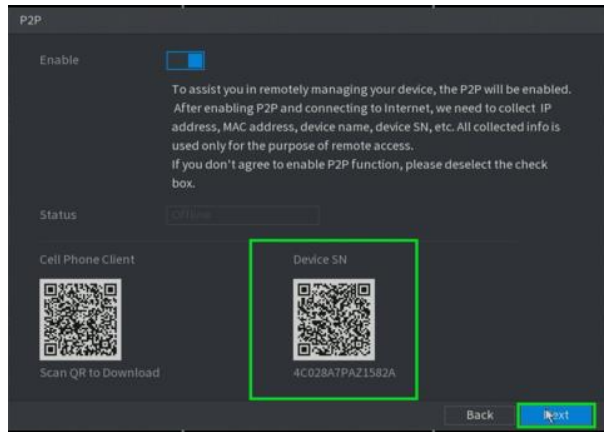 P2P
Enable
To assist you in remotely managing your device, the P2P will be enabled.
After enabling P2P and connecting to Internet, we need to collect IP
address, MAC address, device name, device SN, etc. All collected info is
used only for the purpose of remote access.
If you don't agree to enable P2P function, please deselect the check
box.
Status
Offline
Cell Phone Client
Device SN
Scan QR to Download
4C028A7PAZ1582A
Back
Next